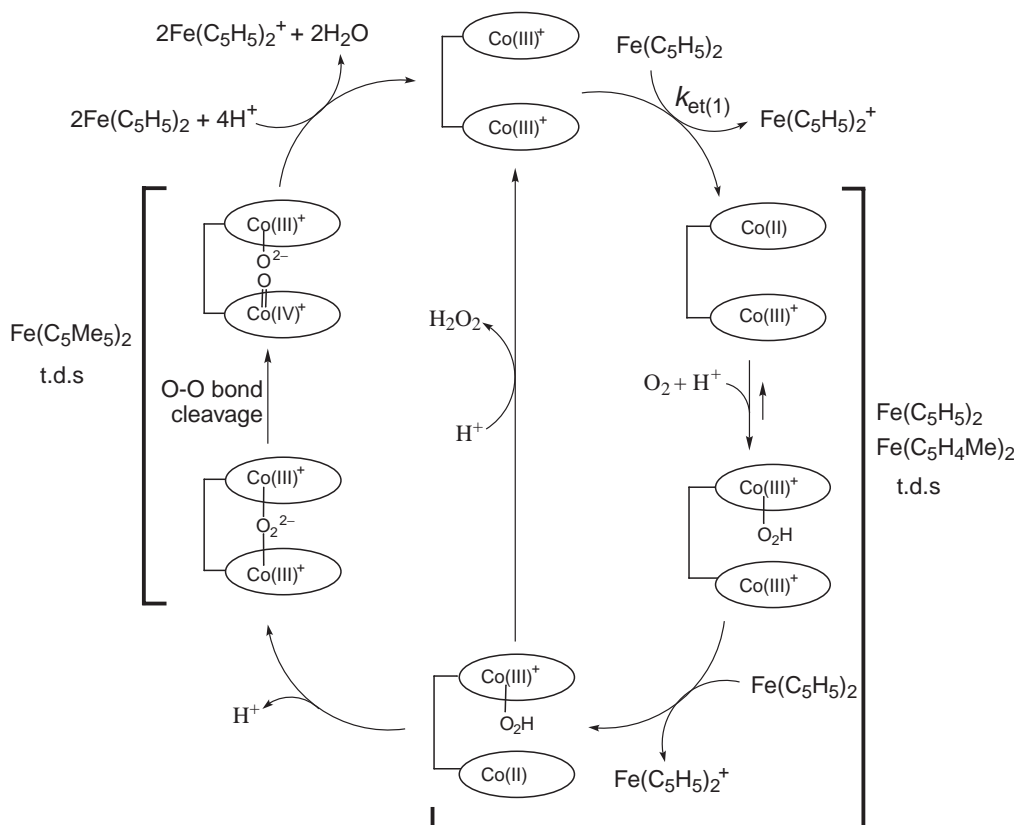 2Fe(C₅H₅)₂⁺ + 2H₂O
2Fe(C₅H₅)₂ + 4H⁺
Co(III)⁺
Co(III)⁺
Fe(C₅H₅)₂
k_et(1)
Fe(C₅H₅)₂⁺
Co(II)
Co(III)⁺
O₂ + H⁺
Co(III)⁺
O₂H
Co(III)⁺
Fe(C₅H₅)₂
Fe(C₅H₄Me)₂
t.d.s
Fe(C₅H₅)₂
Fe(C₅H₅)₂⁺
Co(III)⁺
O₂H
Co(II)
H₂O₂
H⁺
H⁺
Co(III)⁺
O₂²⁻
Co(III)⁺
O-O bond
cleavage
Co(III)⁺
O²⁻
O
Co(IV)⁺
Fe(C₅Me₅)₂
t.d.s